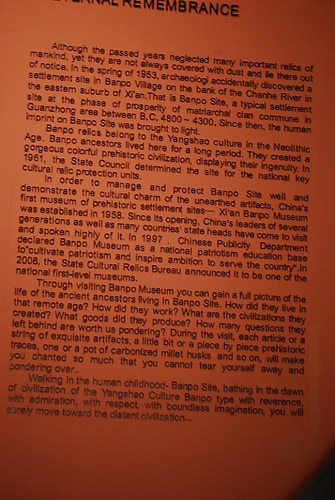 ETERNAL REMEMBRANCE
Although the passed years neglected many important relics of
mankind, yet they are not always covered with dust and lie there out
of notice. In the spring of 1953, archaeologi accidentally discovered a
settlement site in Banpo Village on the bank of the Chanhe River in
the eastern suburb of Xi'an.That is Banpo Site, a typical settlement
site at the phase of prosperity of matriarchal clan commune in
Guanzhong area between B.C. 4800 ~ 4300. Since then, the human
imprint on Banpo Site was brought to light.
Banpo relics belong to the Yangshao culture in the Neolithic
Age. Banpo ancestors lived here for a long period. They created a
gorgeous colorful prehistoric civilization, displaying their ingenuity. In
1961, the State Council determined the site for the national key
cultural relic protection units.
In order to manage and protect Banpo Site well and
demonstrate the cultural charm of the unearthed artifacts, China's
first museum of prehistoric settlement sites— Xi'an Banpo Museum
was established in 1958. Since its opening, China's leaders of several
generations as well as many countries' state heads have come to visit
and spoken highly of it. In 1997 , Chinese Publicity Department
declared Banpo Museum as a national patriotism education base
to"cultivate patriotism and inspire ambition to serve the country".In
2008, the State Cultural Relics Bureau announced it to be one of the
national first-level museums.
Through visiting Banpo Museum you can gain a full picture of the
life of the ancient ancestors living in Banpo Site. How did they live in
that remote age? How did they work? What are the civilizations they
created? What goods did they produce? How many questions they
left behind are worth us pondering? During the visit, each article or a
string of exquisite artifacts, a little bit or a piece by piece prehistoric
traces, one or a pot of carbonized millet husks and so on, will make
you chanted so much that you cannot tear yourself away and
pondering over..
Walking in the human childhood- Banpo Site, bathing in the dawn
of civilization of the Yangshao Culture Banpo type with reverence,
with admiration, with respect, with boundless imagination, you will
surely move toward the distant civilization...